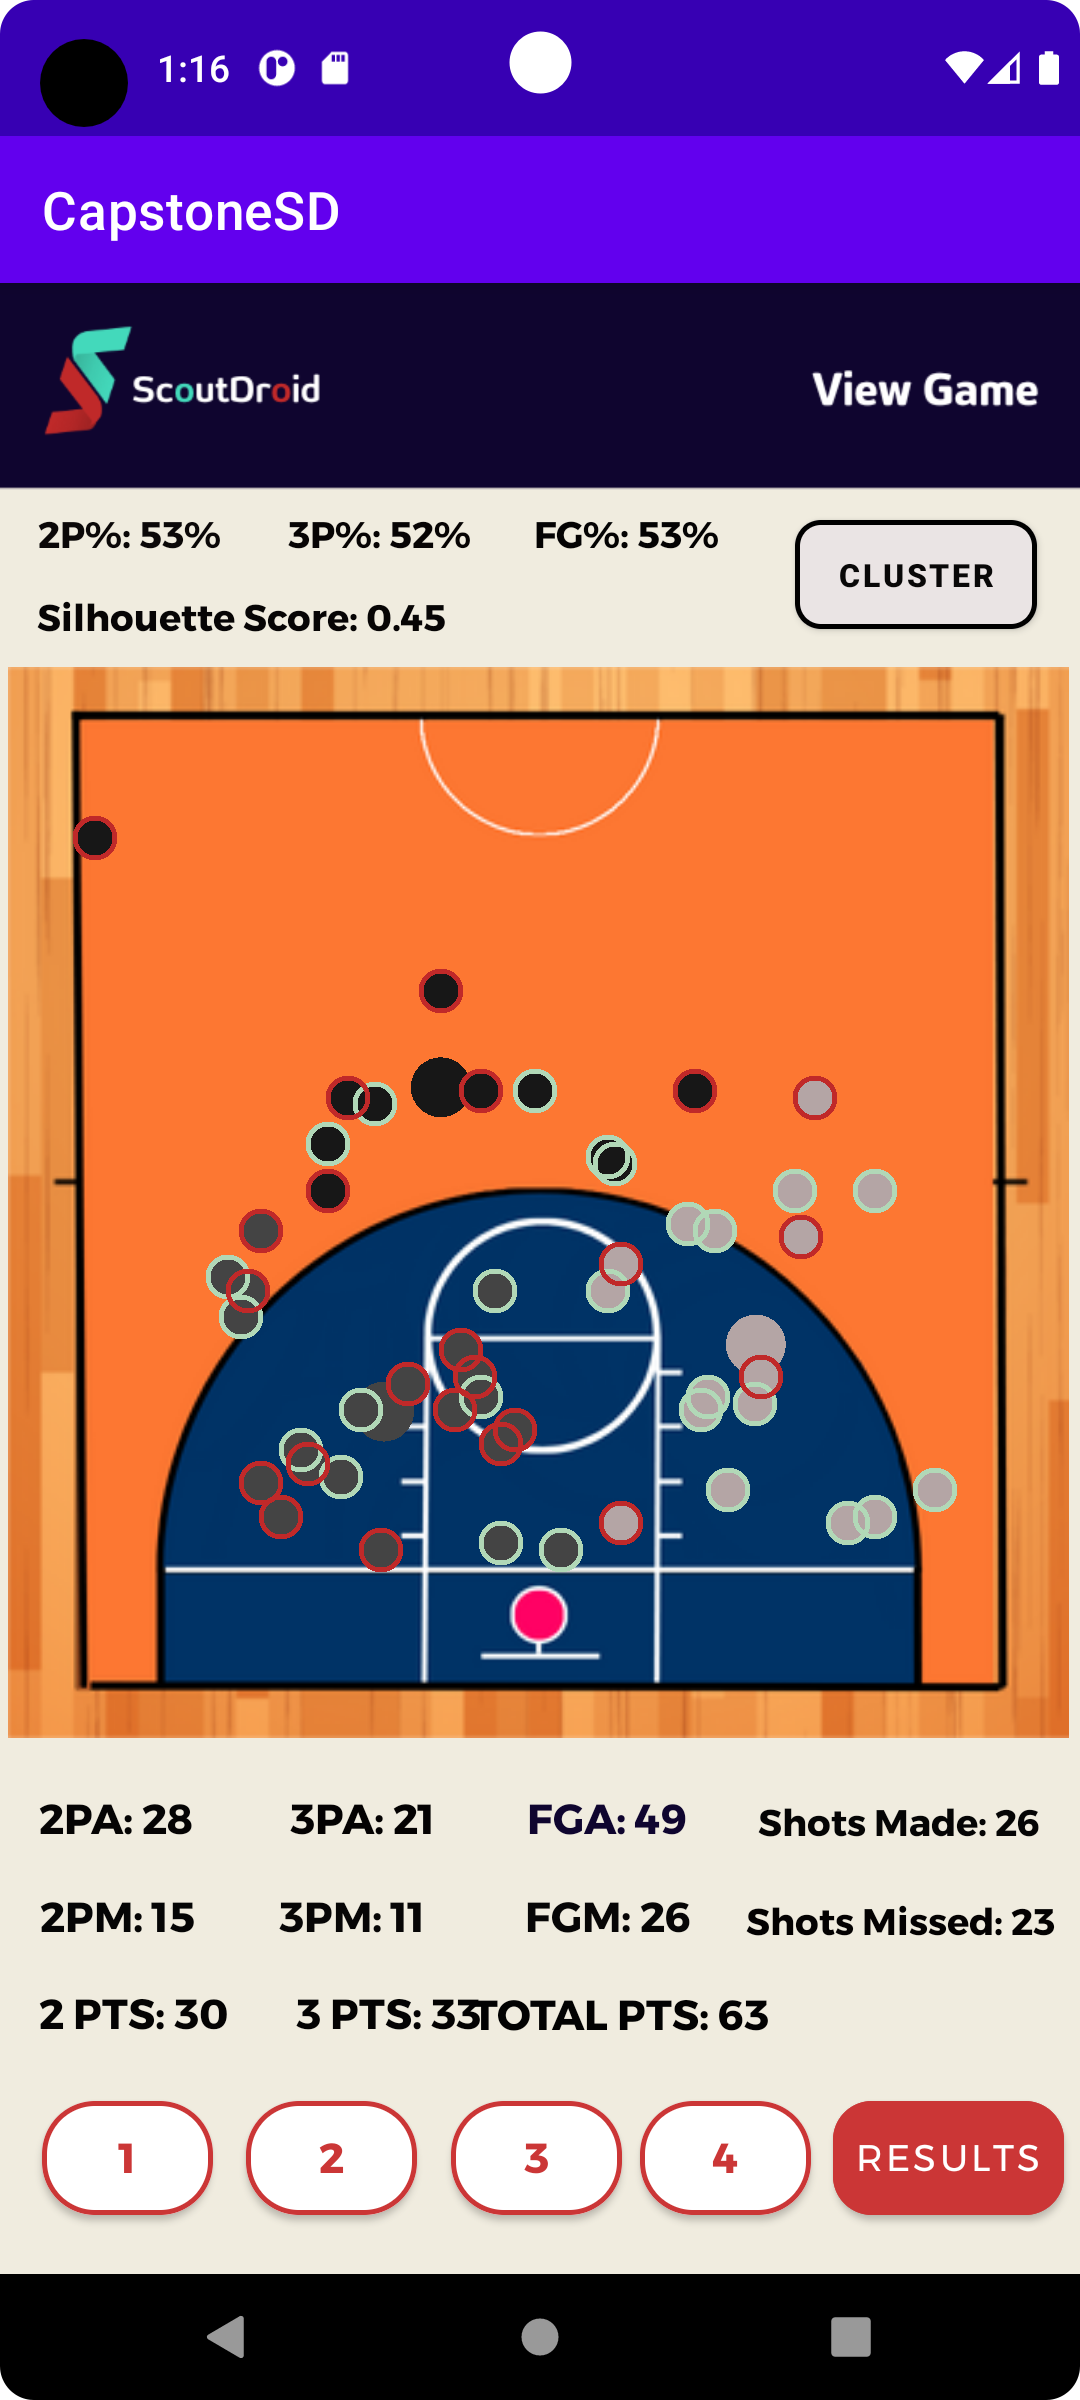 1:16
CapstoneSD
ScoutDroid
View Game
2P%: 53% 3P%: 52% FG%: 53%
CLUSTER
Silhouette Score: 0.45
2PA: 28 3PA: 21 FGA: 49 Shots Made: 26
2PM: 15 3PM: 11 FGM: 26 Shots Missed: 23
2 PTS: 30 3 PTS: 33 TOTAL PTS: 63
1 2 3 4 RESULTS